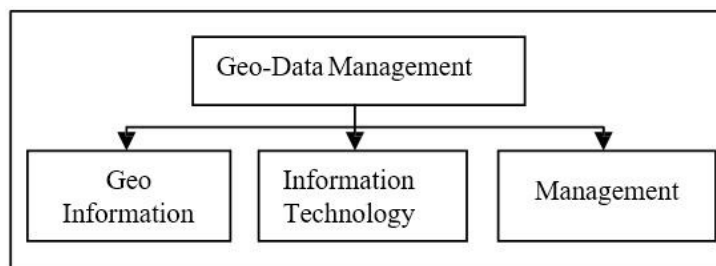 Geo-Data Management
Geo
Information
Information
Technology
Management